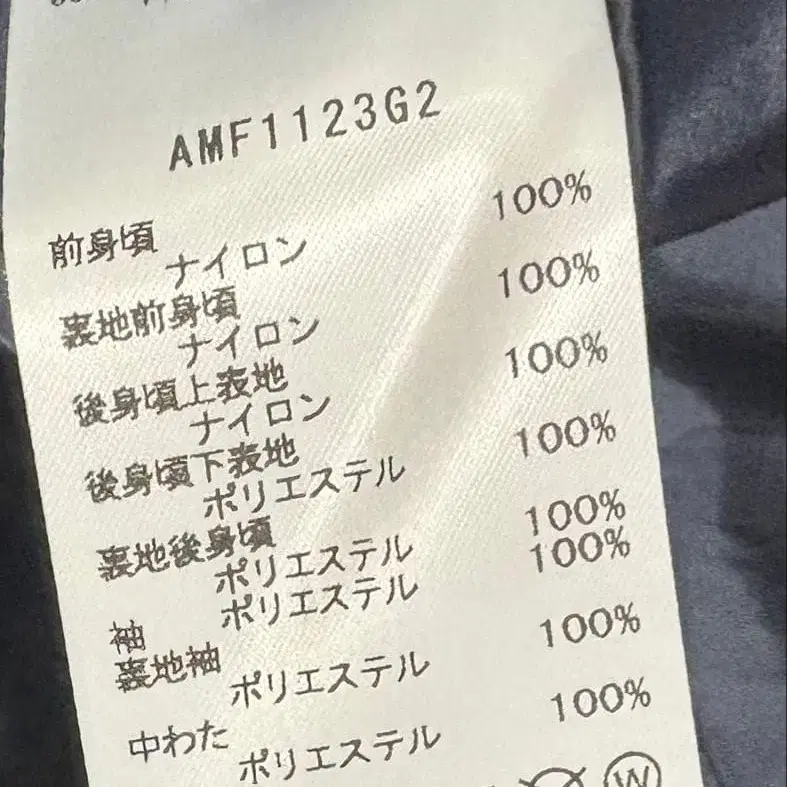 AMF1123G2
前身頃
ナイロン 100%
裏地前身頃
ナイロン 100%
後身頃上表地
ナイロン 100%
後身頃下表地
ポリエステル 100%
裏地後身頃
ポリエステル 100%
ポリエステル 100%
袖
裏地袖
ポリエステル 100%
中わた
ポリエステル 100%
W